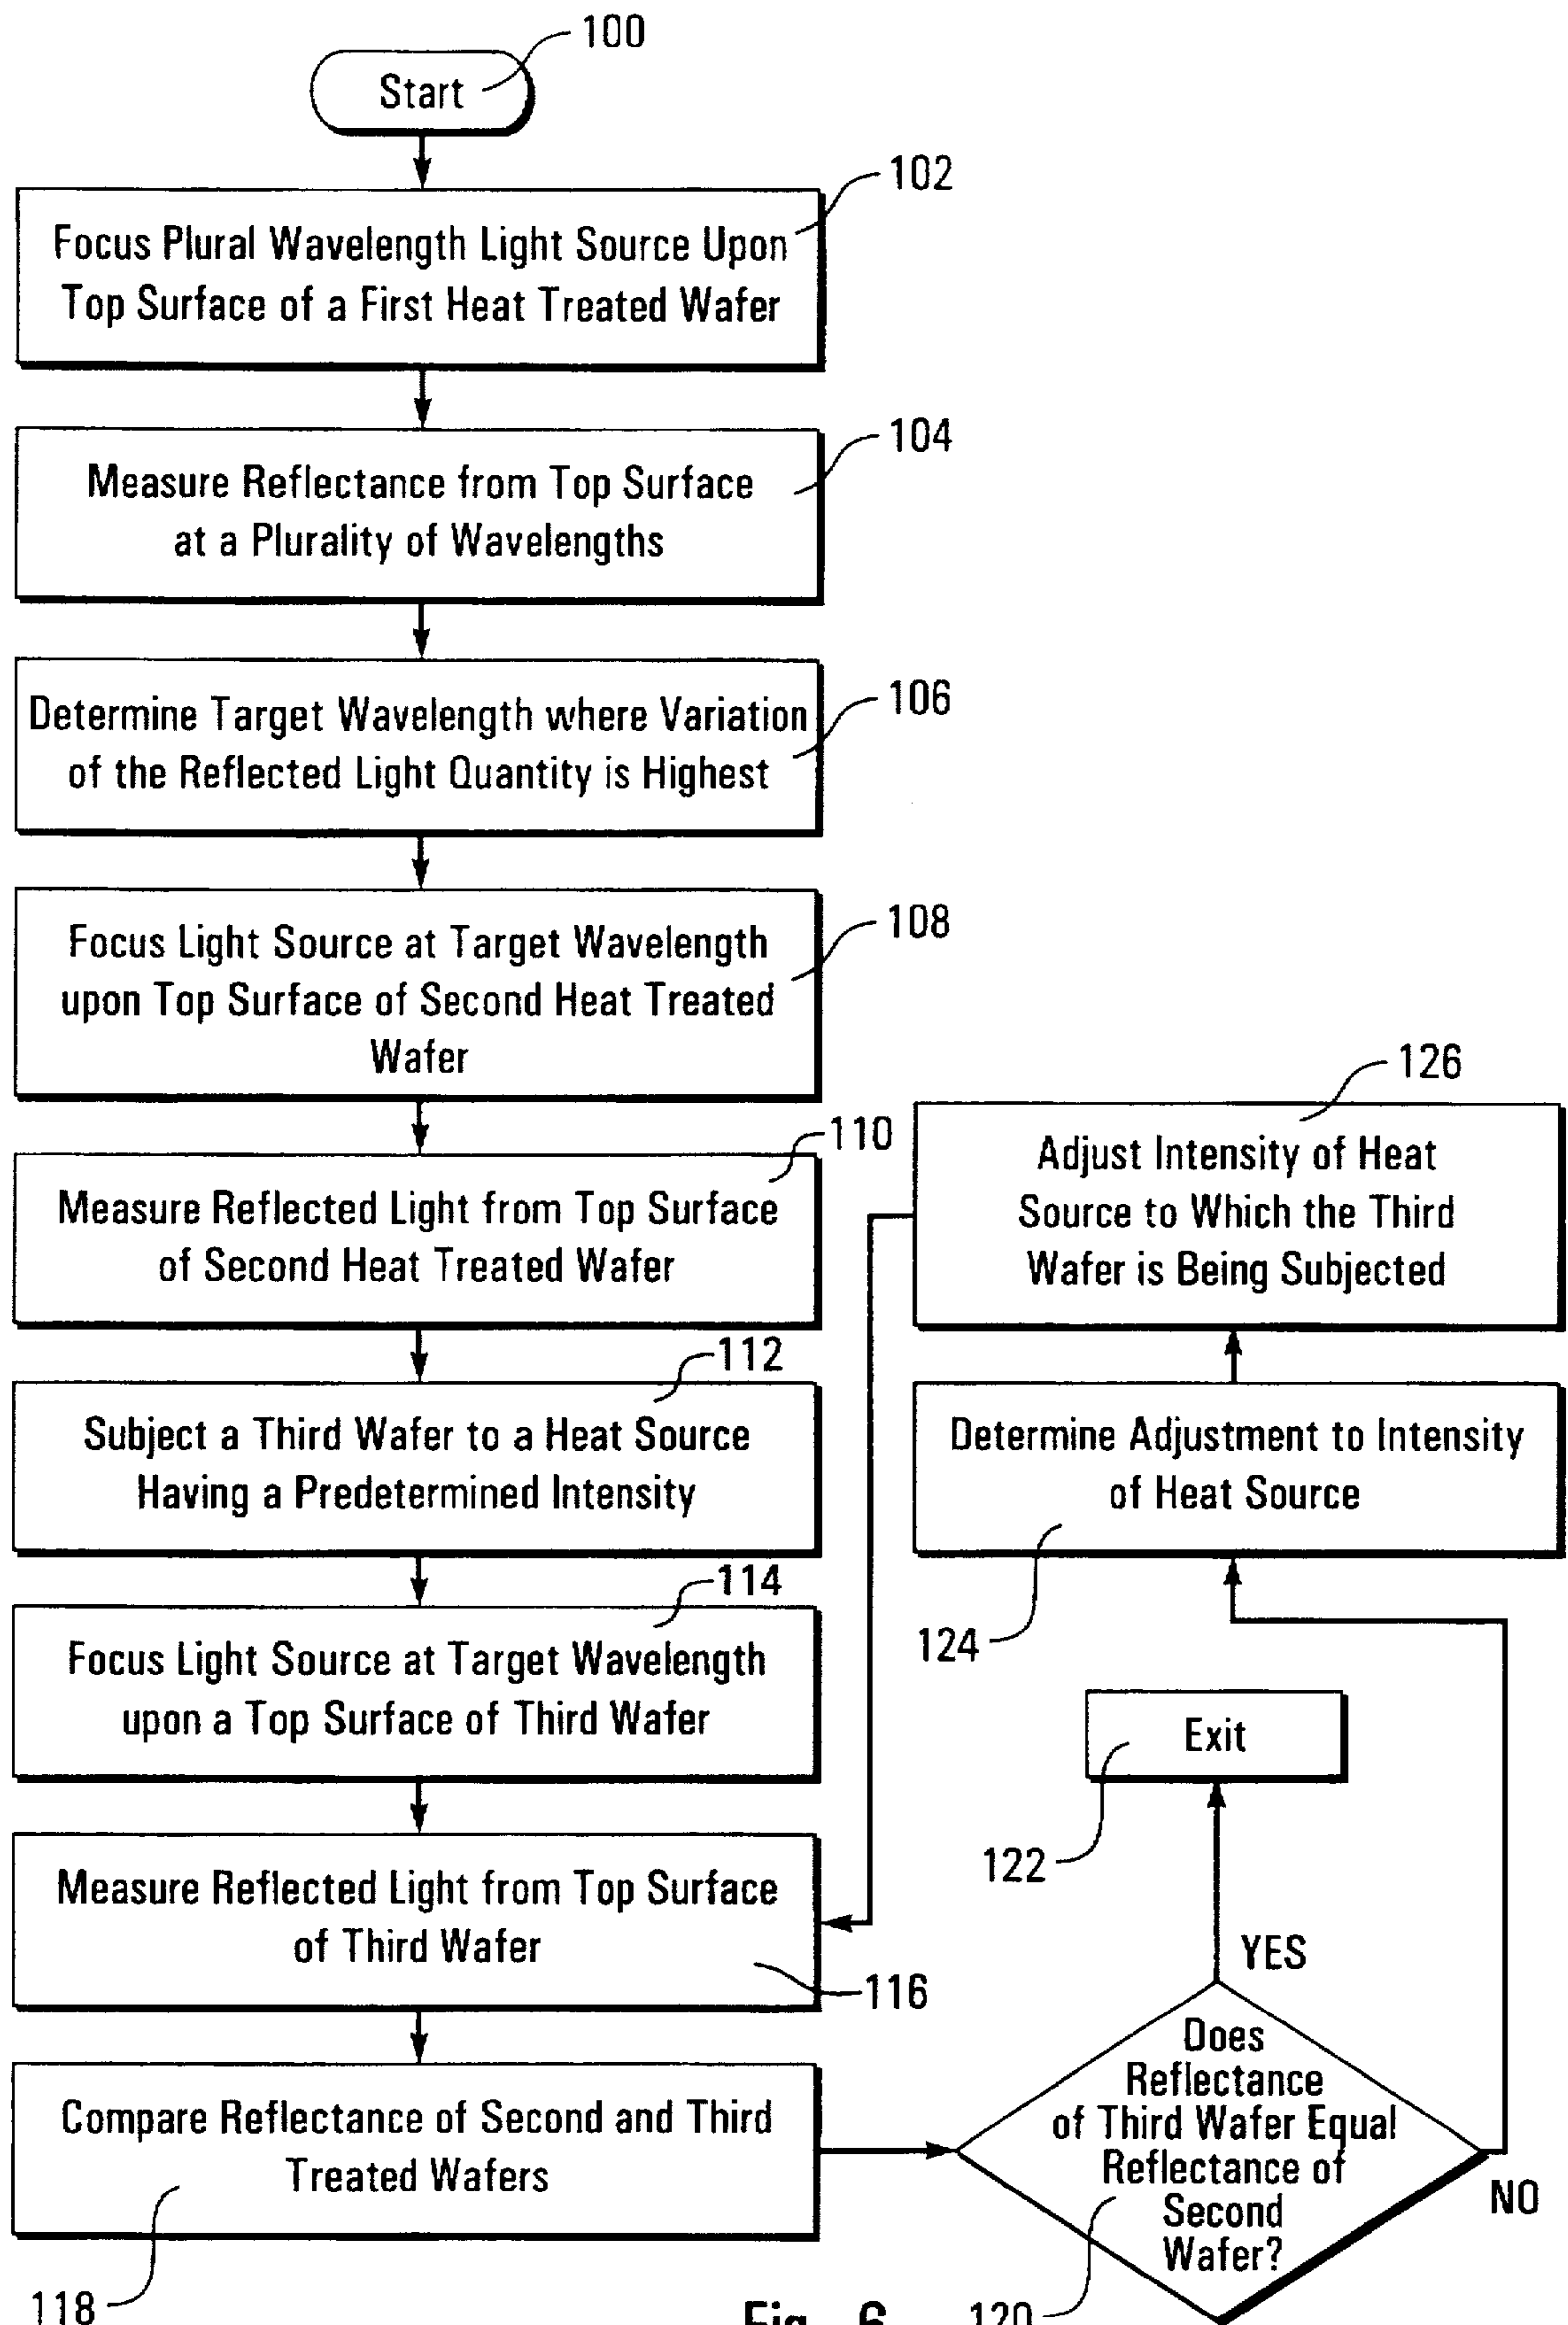 100
Start
102
Focus Plural Wavelength Light Source Upon
Top Surface of a First Heat Treated Wafer
104
Measure Reflectance from Top Surface
at a Plurality of Wavelengths
106
Determine Target Wavelength where Variation
of the Reflected Light Quantity is Highest
108
Focus Light Source at Target Wavelength
upon Top Surface of Second Heat Treated
Wafer
110
Measure Reflected Light from Top Surface
of Second Heat Treated Wafer
112
Subject a Third Wafer to a Heat Source
Having a Predetermined Intensity
114
Focus Light Source at Target Wavelength
upon a Top Surface of Third Wafer
Measure Reflected Light from Top Surface
of Third Wafer
116
Compare Reflectance of Second and Third
Treated Wafers
118
Does
Reflectance
of Third Wafer Equal
Reflectance of
Second
Wafer?
120
YES
NO
Exit
122
Determine Adjustment to Intensity
of Heat Source
124
126
Adjust Intensity of Heat
Source to Which the Third
Wafer is Being Subjected
Fig. 6